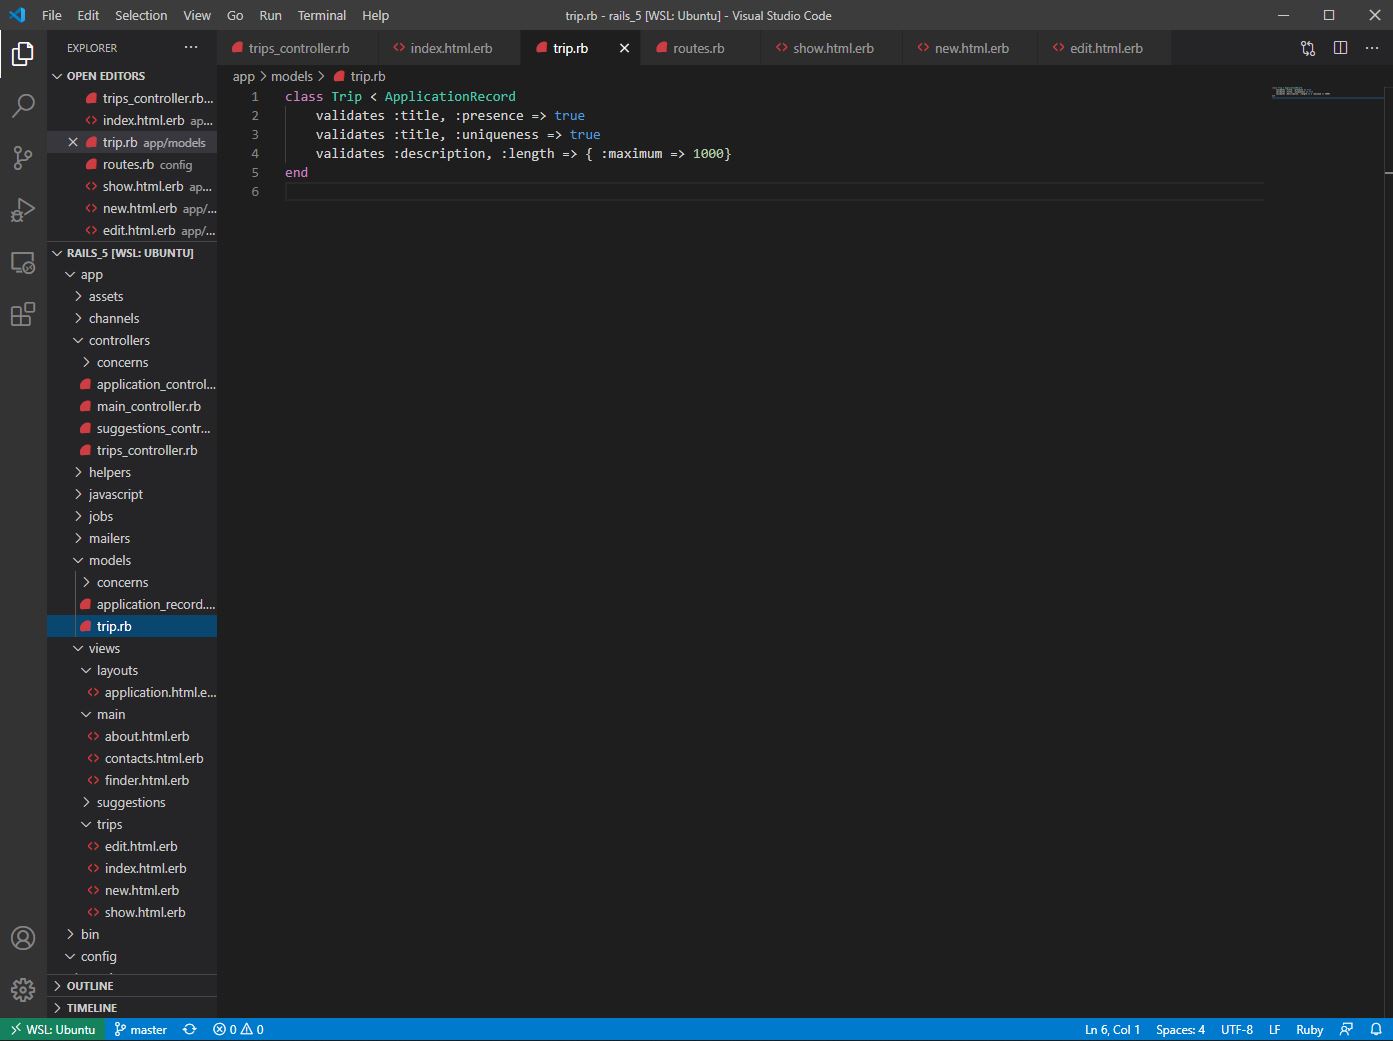 File Edit Selection View Go Run Terminal Help
trip.rb - rails_5 [WSL: Ubuntu] - Visual Studio Code
EXPLORER
trips_controller.rb
index.html.erb
trip.rb
routes.rb
show.html.erb
new.html.erb
edit.html.erb
OPEN EDITORS
trips_controller.rb...
index.html.erb ap...
trip.rb app/models
routes.rb config
show.html.erb ap...
new.html.erb app/...
edit.html.erb app/...
RAILS_5 [WSL: UBUNTU]
app
assets
channels
controllers
concerns
application_control...
main_controller.rb
suggestions_contr...
trips_controller.rb
helpers
javascript
jobs
mailers
models
concerns
application_record....
trip.rb
views
layouts
application.html.e...
main
about.html.erb
contacts.html.erb
finder.html.erb
suggestions
trips
edit.html.erb
index.html.erb
new.html.erb
show.html.erb
bin
config
OUTLINE
TIMELINE
app > models > trip.rb
1 class Trip < ApplicationRecord
2 validates :title, :presence => true
3 validates :title, :uniqueness => true
4 validates :description, :length => { :maximum => 1000}
5 end
6
WSL: Ubuntu master 0 0 Ln 6, Col 1 Spaces: 4 UTF-8 LF Ruby